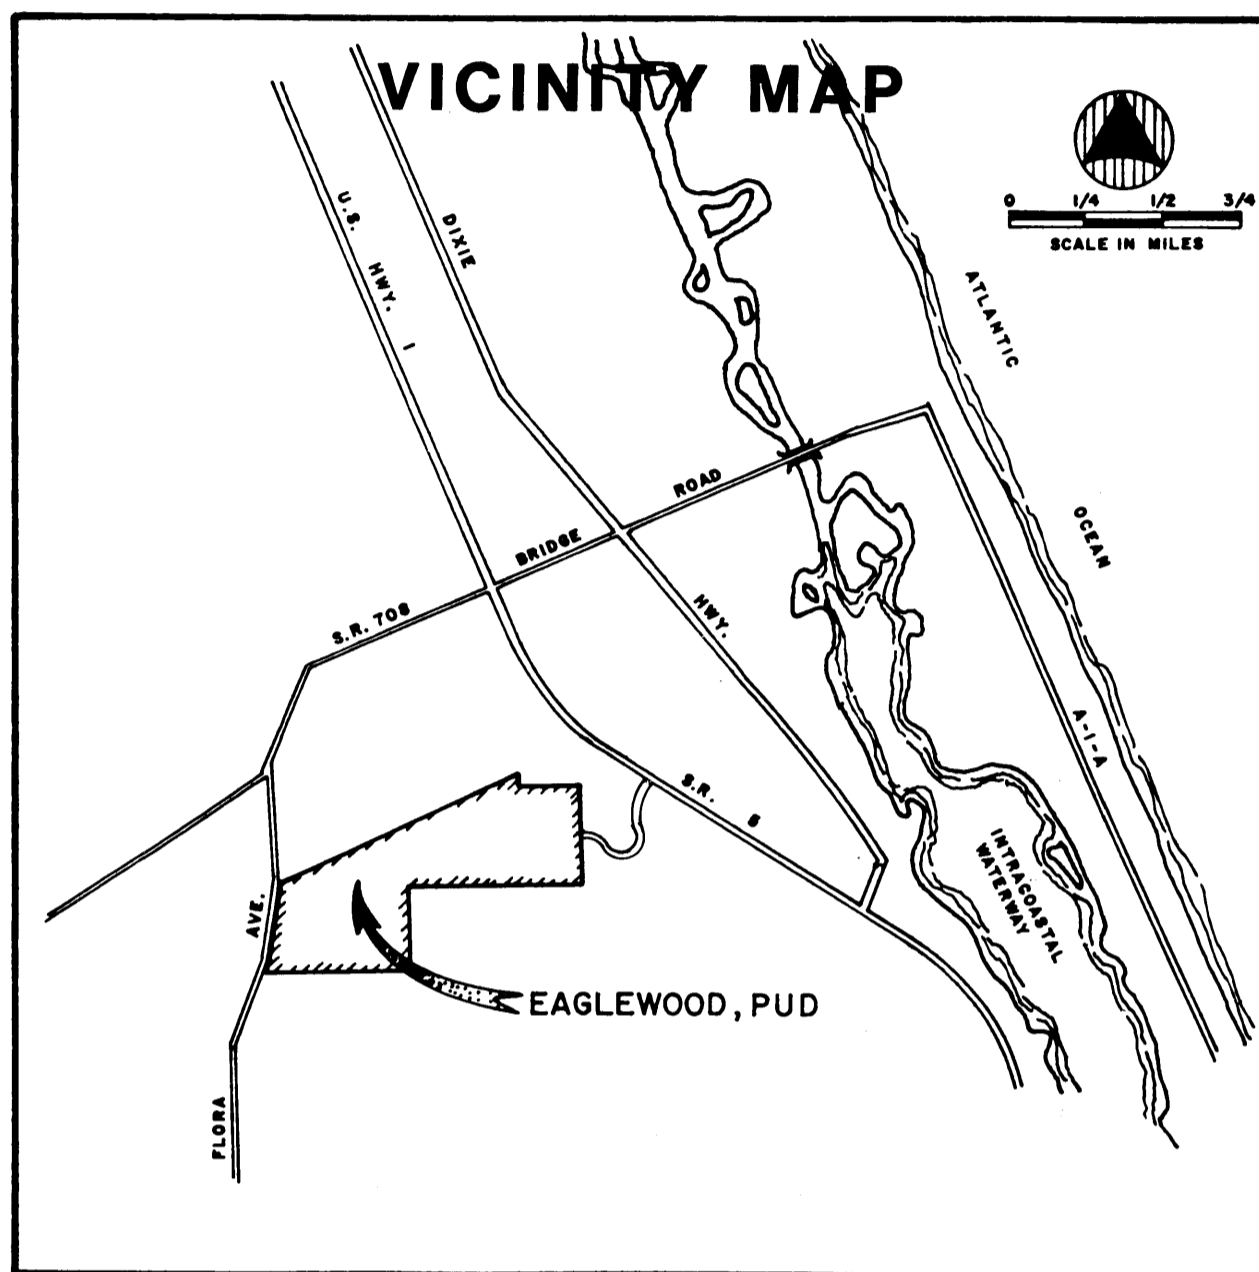 VICINITY MAP
0 1/4 1/2 3/4
SCALE IN MILES
U.S. HWY. 1
DIXIE
ATLANTIC
OCEAN
S.R. 708
BRIDGE
ROAD
HWY.
A-1-A
S.R. 5
INTRACOASTAL
WATERWAY
AVE.
EAGLEWOOD, PUD
FLORA